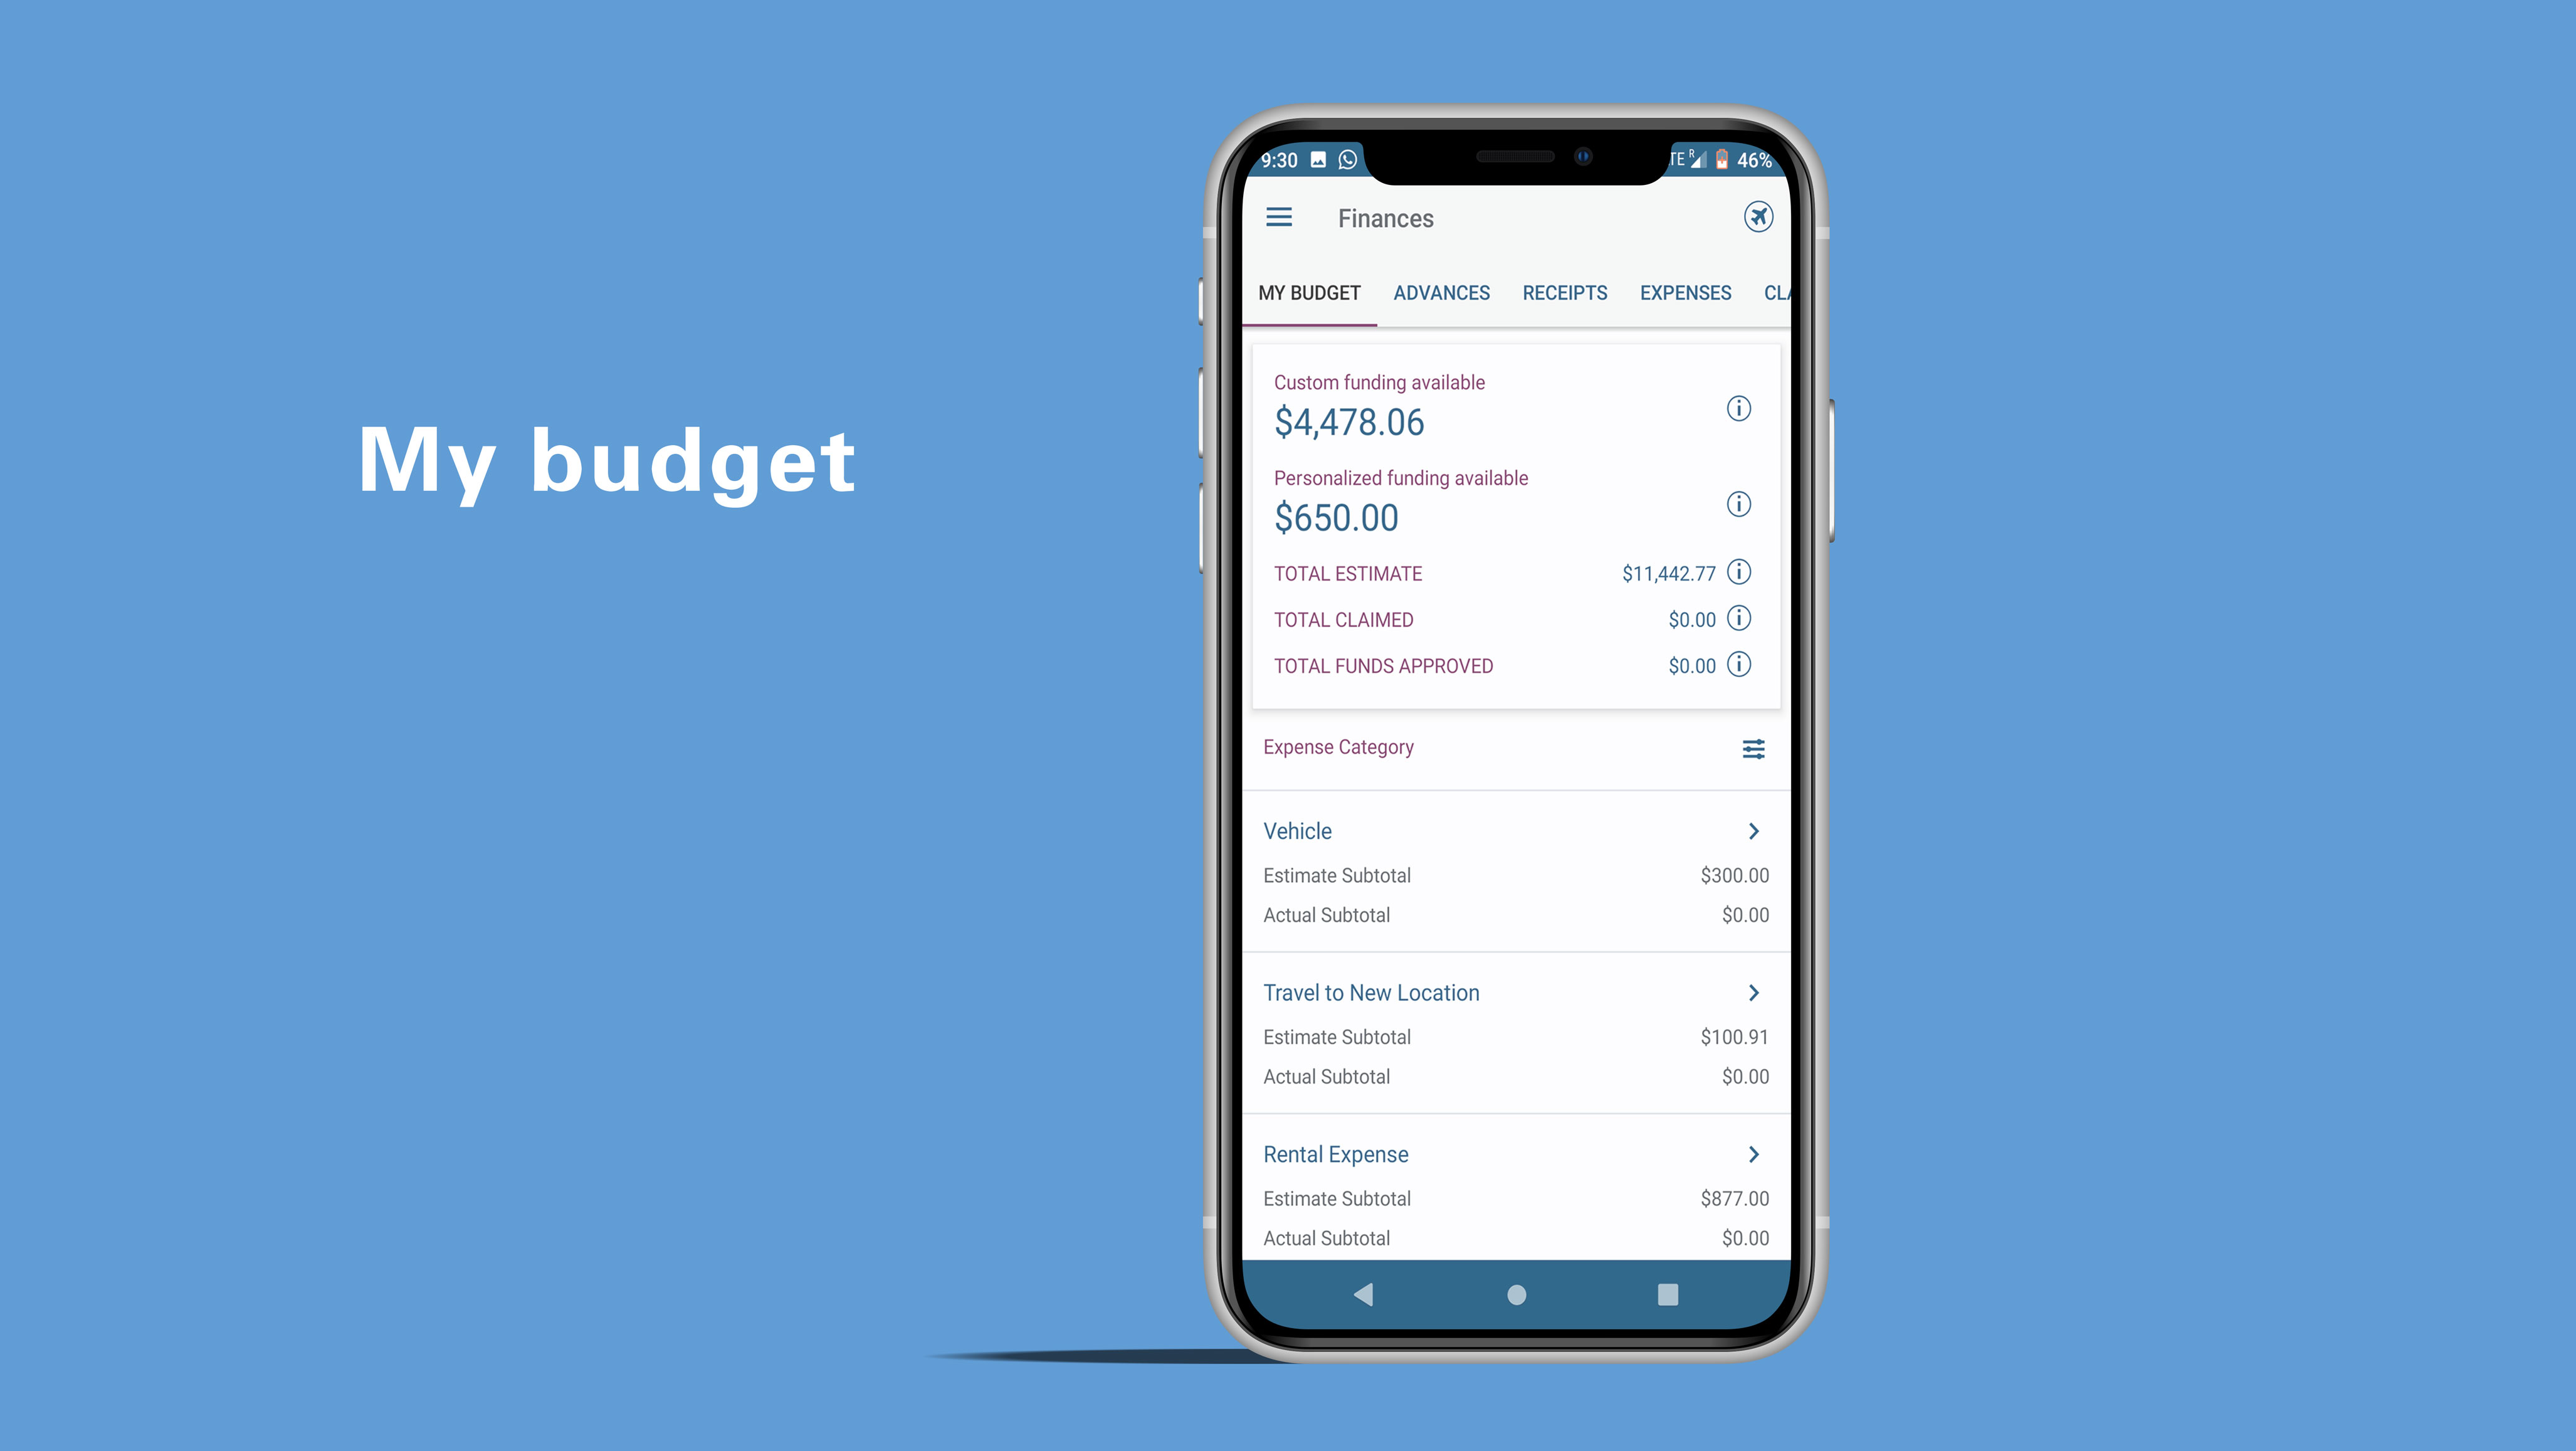 My budget
9:30 TE R 46%
Finances
MY BUDGET ADVANCES RECEIPTS EXPENSES CLA
Custom funding available
$4,478.06
Personalized funding available
$650.00
TOTAL ESTIMATE $11,442.77
TOTAL CLAIMED $0.00
TOTAL FUNDS APPROVED $0.00
Expense Category
Vehicle
Estimate Subtotal $300.00
Actual Subtotal $0.00
Travel to New Location
Estimate Subtotal $100.91
Actual Subtotal $0.00
Rental Expense
Estimate Subtotal $877.00
Actual Subtotal $0.00